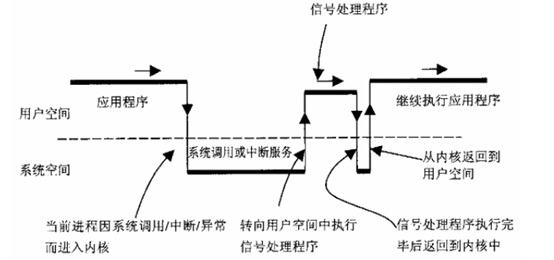 信号处理程序
应用程序
继续执行应用程序
用户空间
系统空间
系统调用或中断服务
从内核返回到
用户空间
当前进程因系统调用/中断/异常
而进入内核
转向用户空间中执行
信号处理程序
信号处理程序执行完
毕后返回到内核中